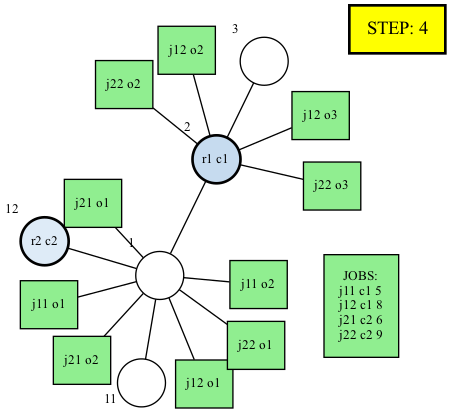 STEP: 4
3
j12 o2
j22 o2
j12 o3
2
r1 c1
j22 o3
j21 o1
12
r2 c2
1
j11 o2
j11 o1
JOBS:
j11 c1 5
j12 c1 8
j21 c2 6
j22 c2 9
j22 o1
j21 o2
j12 o1
11